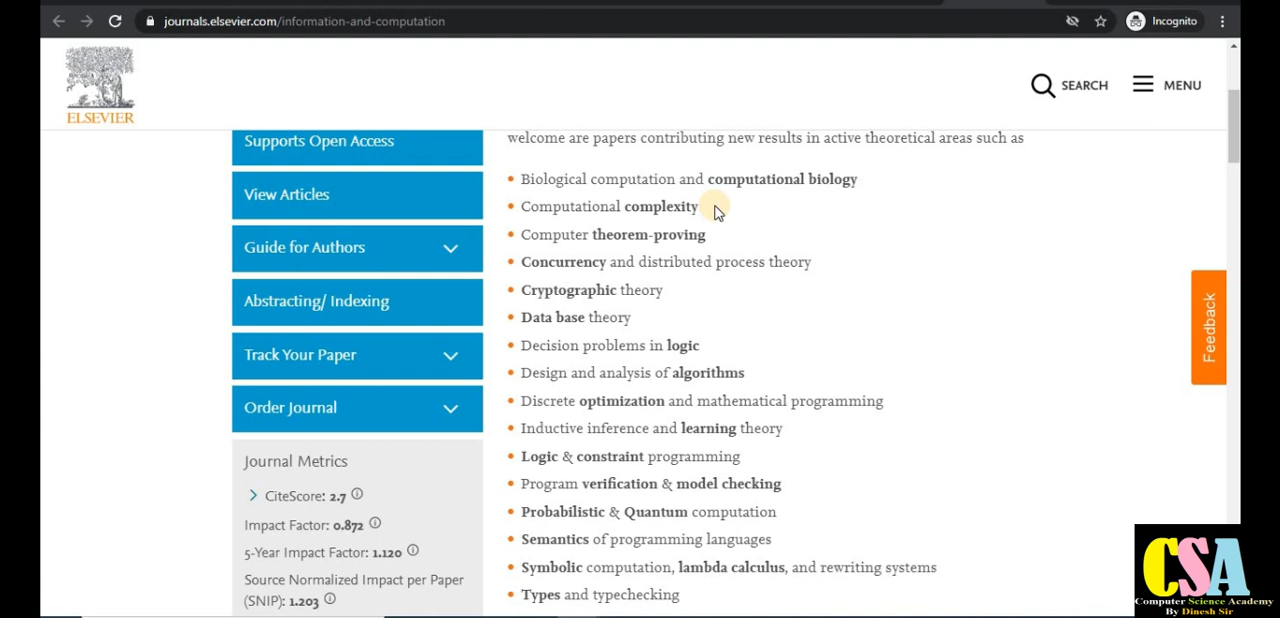 journals.elsevier.com/information-and-computation
Incognito
ELSEVIER
SEARCH
MENU
Supports Open Access
View Articles
Guide for Authors
Abstracting/ Indexing
Track Your Paper
Order Journal
Journal Metrics
CiteScore: 2.7
Impact Factor: 0.872
5-Year Impact Factor: 1.120
Source Normalized Impact per Paper
(SNIP): 1.203
welcome are papers contributing new results in active theoretical areas such as
Biological computation and computational biology
Computational complexity
Computer theorem-proving
Concurrency and distributed process theory
Cryptographic theory
Data base theory
Decision problems in logic
Design and analysis of algorithms
Discrete optimization and mathematical programming
Inductive inference and learning theory
Logic & constraint programming
Program verification & model checking
Probabilistic & Quantum computation
Semantics of programming languages
Symbolic computation, lambda calculus, and rewriting systems
Types and typechecking
Feedback
CSA
Computer Science Academy
By Dinesh Sir